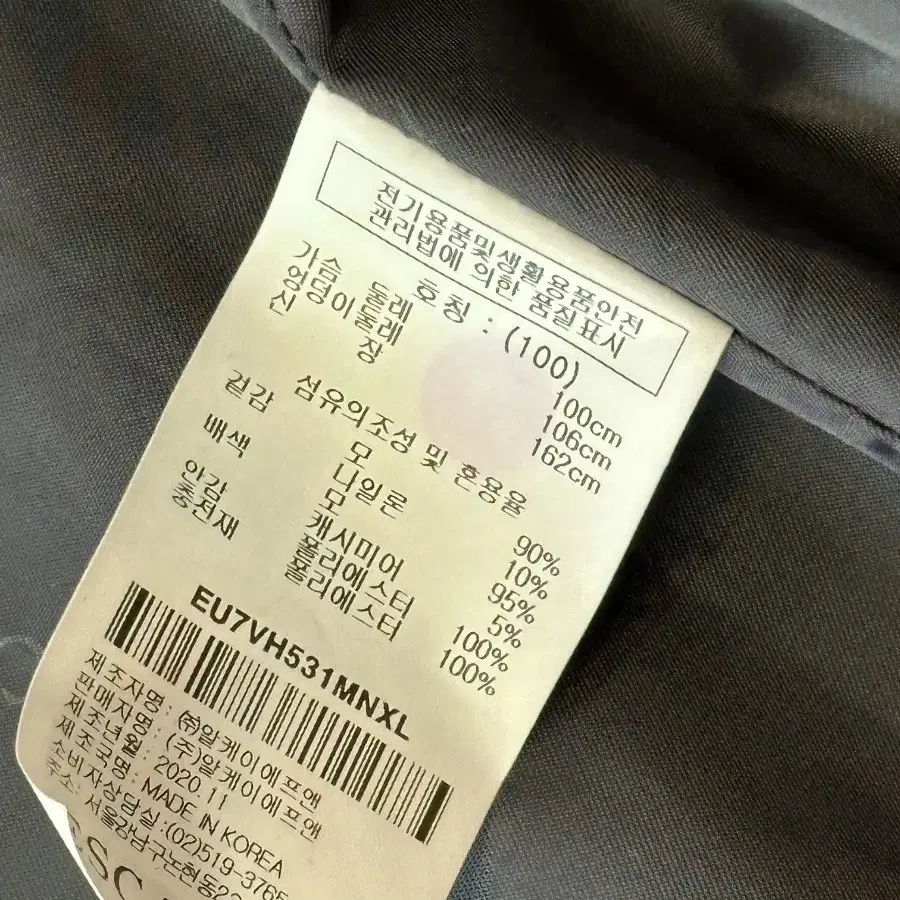 전기용품및생활용품안전
관리법에 의한 품질표시
호칭 : (100)
가슴 둘레 100cm
엉덩이둘레 106cm
신 장 162cm
섬유의조성 및 혼용율
겉감 모 90%
나일론 10%
배색 모 95%
캐시미어 5%
안감 폴리에스터 100%
충전재 폴리에스터 100%
EU7VH531MNXL
제조자명 : ㈜알케이에프앤
판매자명 : (주)알케이에프앤
제조년월 : 2020.11
제조국명 : MADE IN KOREA
소비자상담실 : (02)519-3765
주소: 서울강남구논현동22
SC